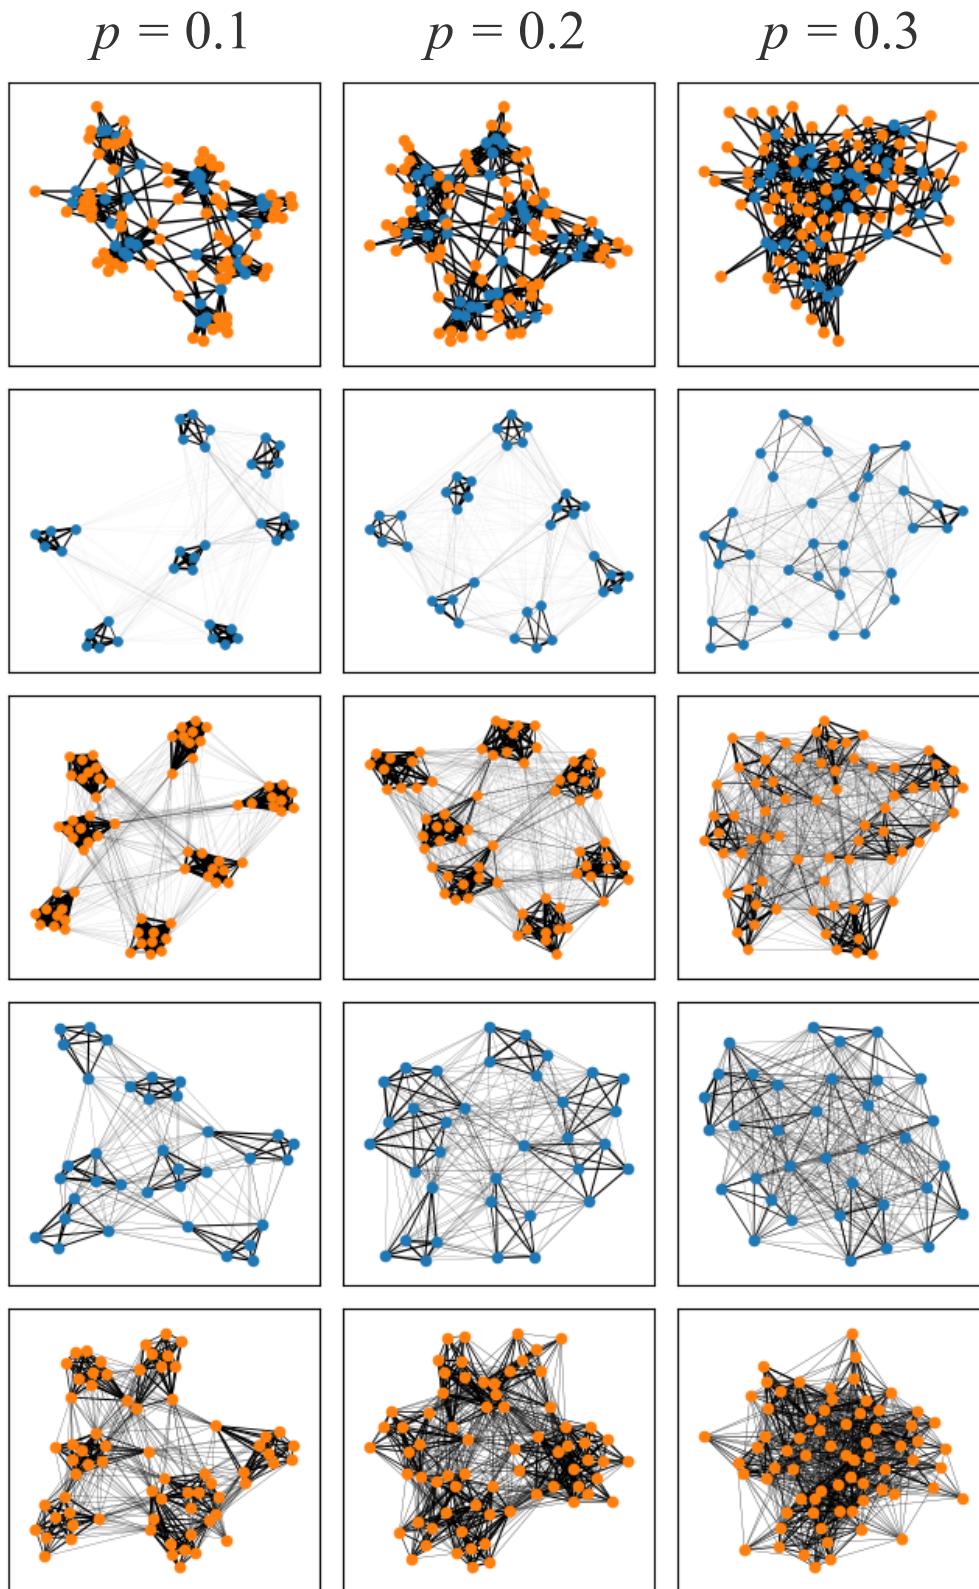 p = 0.1 p = 0.2 p = 0.3